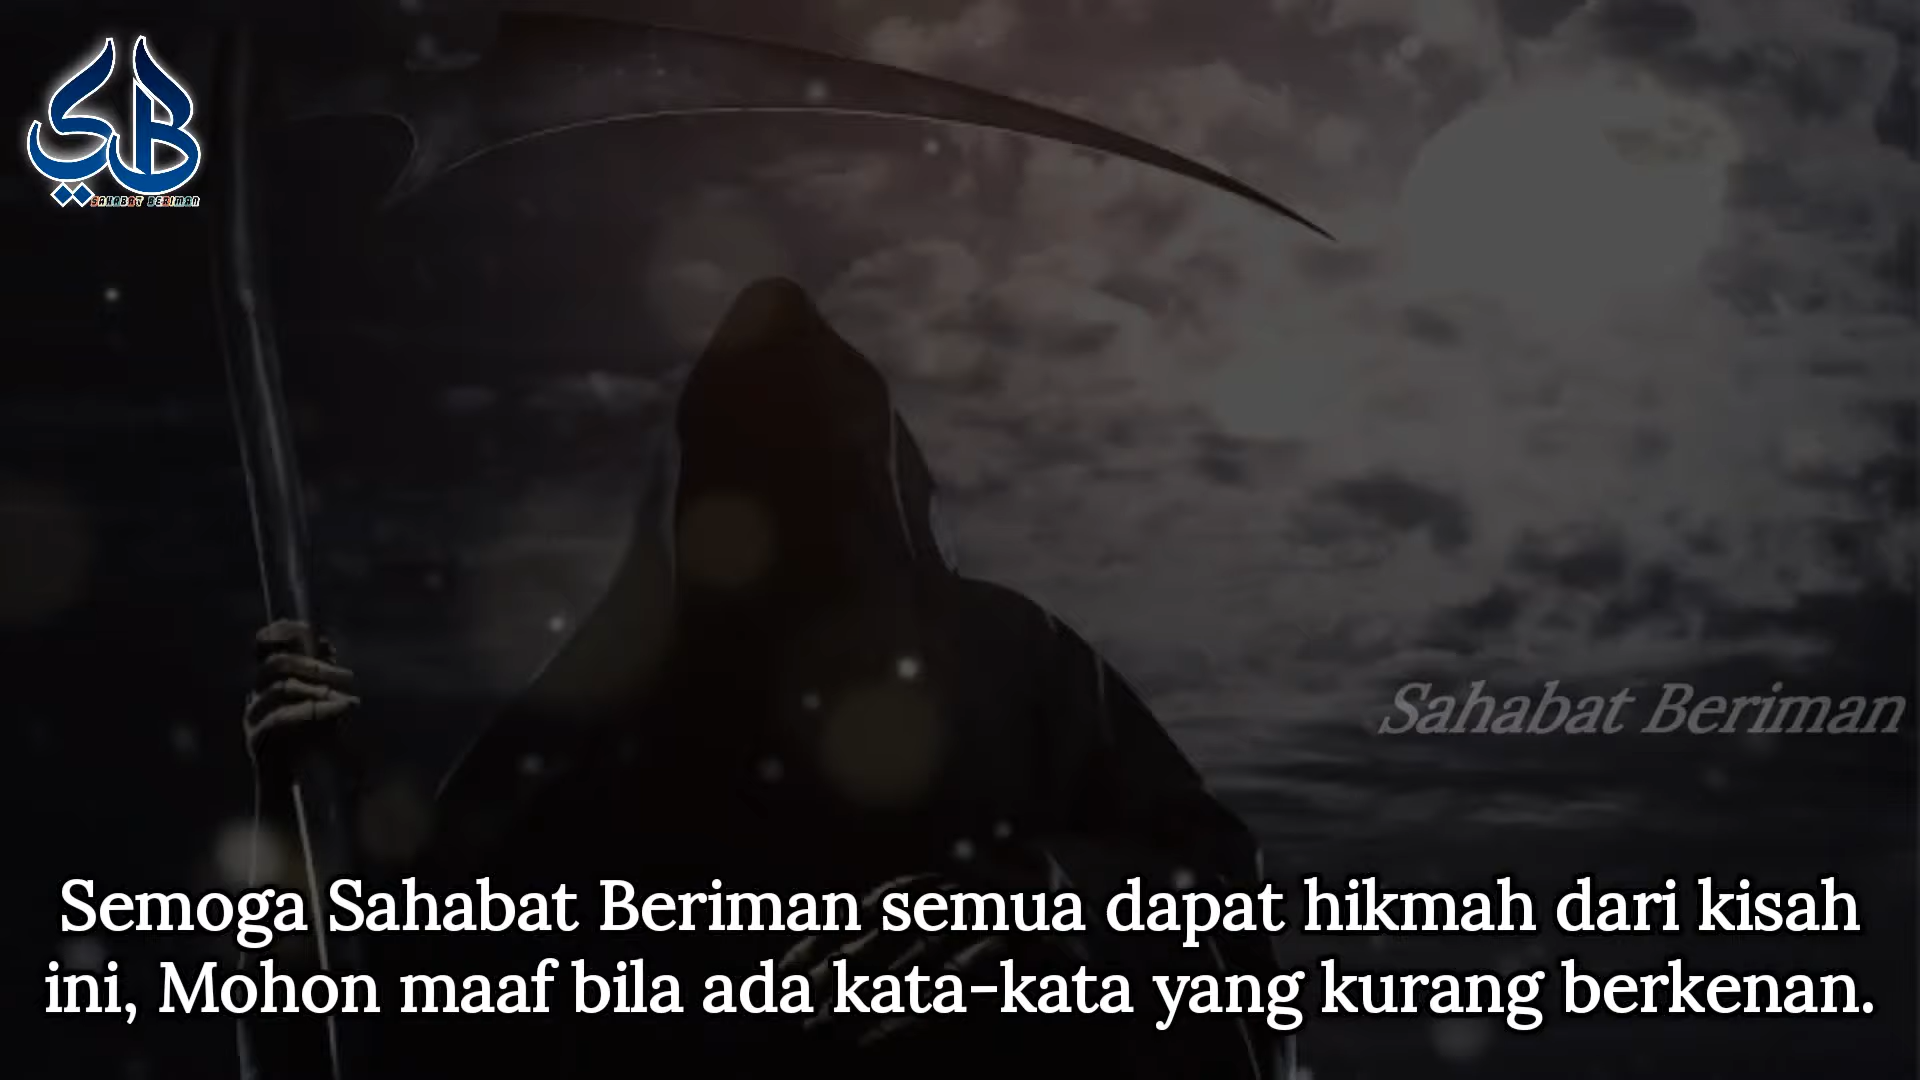 SAHABAT BERIMAN
Sahabat Beriman
Semoga Sahabat Beriman semua dapat hikmah dari kisah
ini, Mohon maaf bila ada kata-kata yang kurang berkenan.